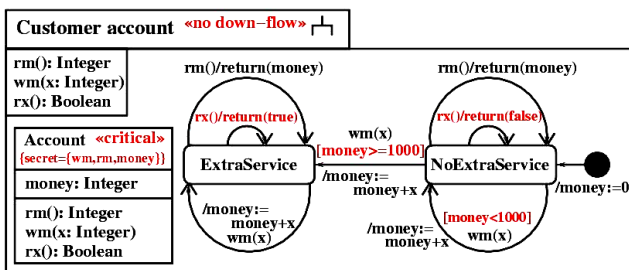 Customer account «no down-flow»
rm(): Integer
wm(x: Integer)
rx(): Boolean
Account «critical»
{secret={wm,rm,money}}
money: Integer
rm(): Integer
wm(x: Integer)
rx(): Boolean
rm()/return(money)
rx()/return(true)
ExtraService
/money:=
money+x
wm(x)
wm(x)
[money>=1000]
/money:=
money+x
rm()/return(money)
rx()/return(false)
NoExtraService
/money:=0
[money<1000]
/money:=
wm(x)
money+x